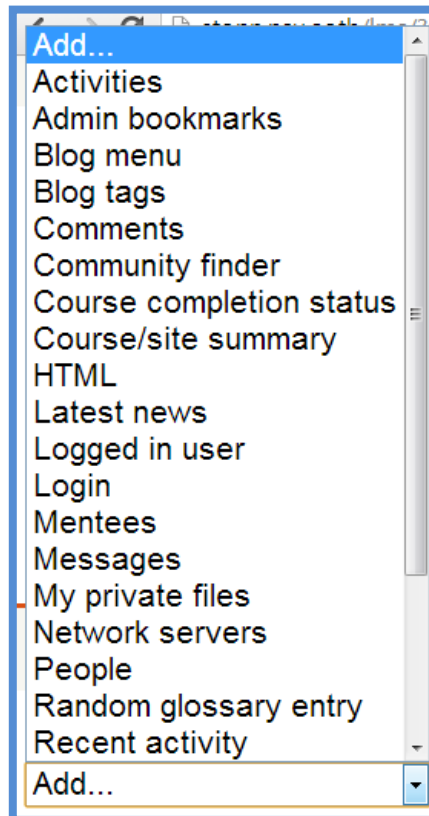 Add...
Activities
Admin bookmarks
Blog menu
Blog tags
Comments
Community finder
Course completion status
Course/site summary
HTML
Latest news
Logged in user
Login
Mentees
Messages
My private files
Network servers
People
Random glossary entry
Recent activity
Add...